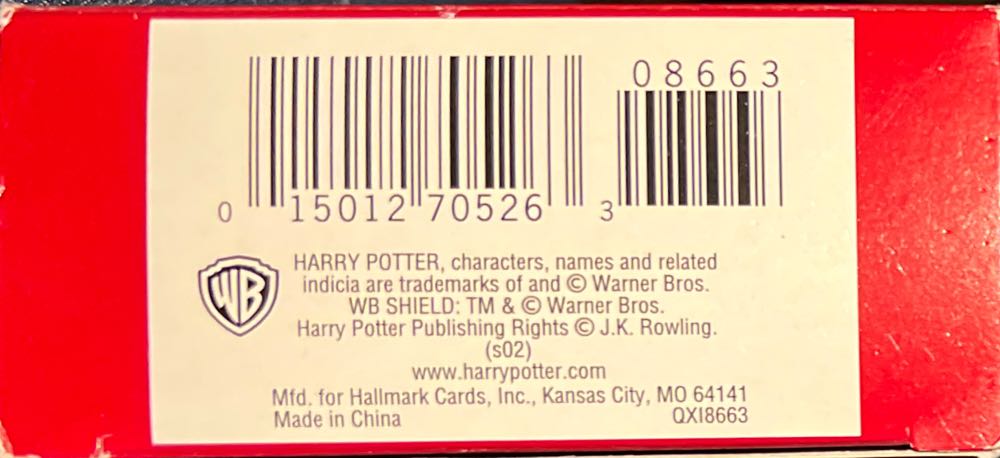 08663
0 15012 70526 3
WB
HARRY POTTER, characters, names and related
indicia are trademarks of and © Warner Bros.
WB SHIELD: TM & © Warner Bros.
Harry Potter Publishing Rights © J.K. Rowling.
(s02)
www.harrypotter.com
Mfd. for Hallmark Cards, Inc., Kansas City, MO 64141
Made in China QXI8663